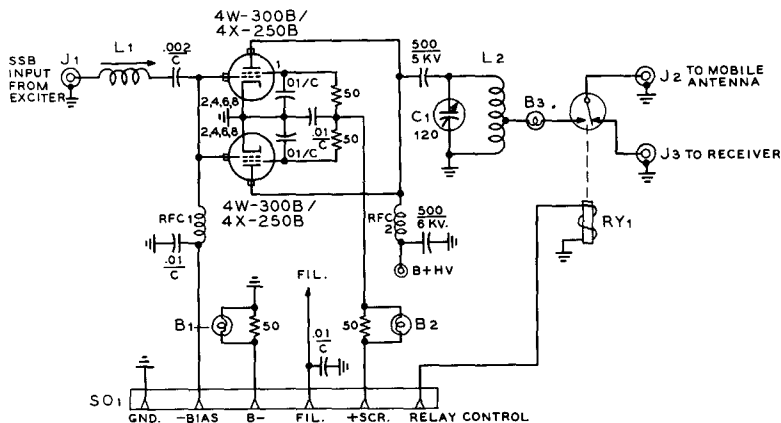 4W-300B/
4X-250B
SSB
INPUT
FROM
EXCITER
J1
L1
.002
C
1
2,4,6,8
.01/C
50
.01
C
2,4,6,8
.01/C
50
4W-300B/
4X-250B
500
5 KV
L2
C1
120
B3
J2 TO MOBILE
ANTENNA
J3 TO RECEIVER
RFC1
.01
C
RFC
2
500
6 KV.
B+HV
RY1
FIL.
B1
50
.01
C
50
B2
SO1
GND.
-BIAS
B-
FIL.
+SCR.
RELAY CONTROL